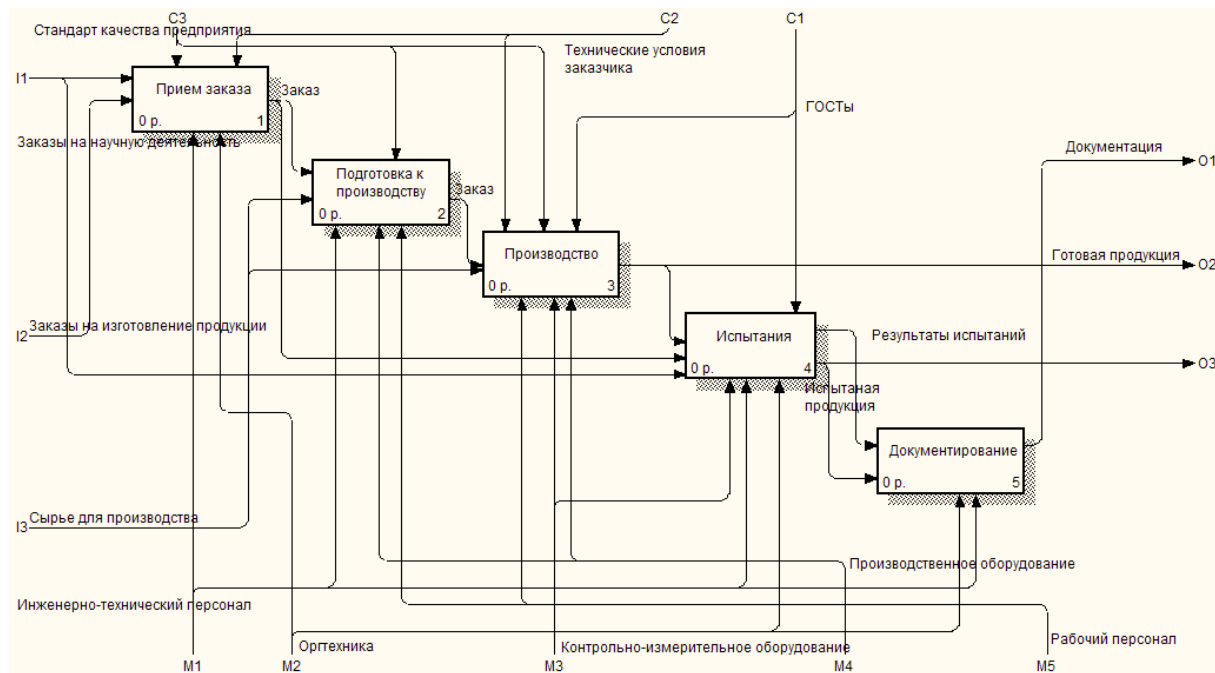 C3
C2
C1
Стандарт качества предприятия
Технические условия
заказчика
I1
Прием заказа
0 р.
1
Заказ
ГОСТы
Заказы на научную деятельность
Документация
O1
Подготовка к
производству
0 р.
2
Заказ
Производство
0 р.
3
Готовая продукция
O2
I2
Заказы на изготовление продукции
Испытания
0 р.
4
Результаты испытаний
O3
Испытаная
продукция
Документирование
0 р.
5
I3
Сырье для производства
Производственное оборудование
Инженерно-технический персонал
Оргтехника
Контрольно-измерительное оборудование
Рабочий персонал
M1
M2
M3
M4
M5